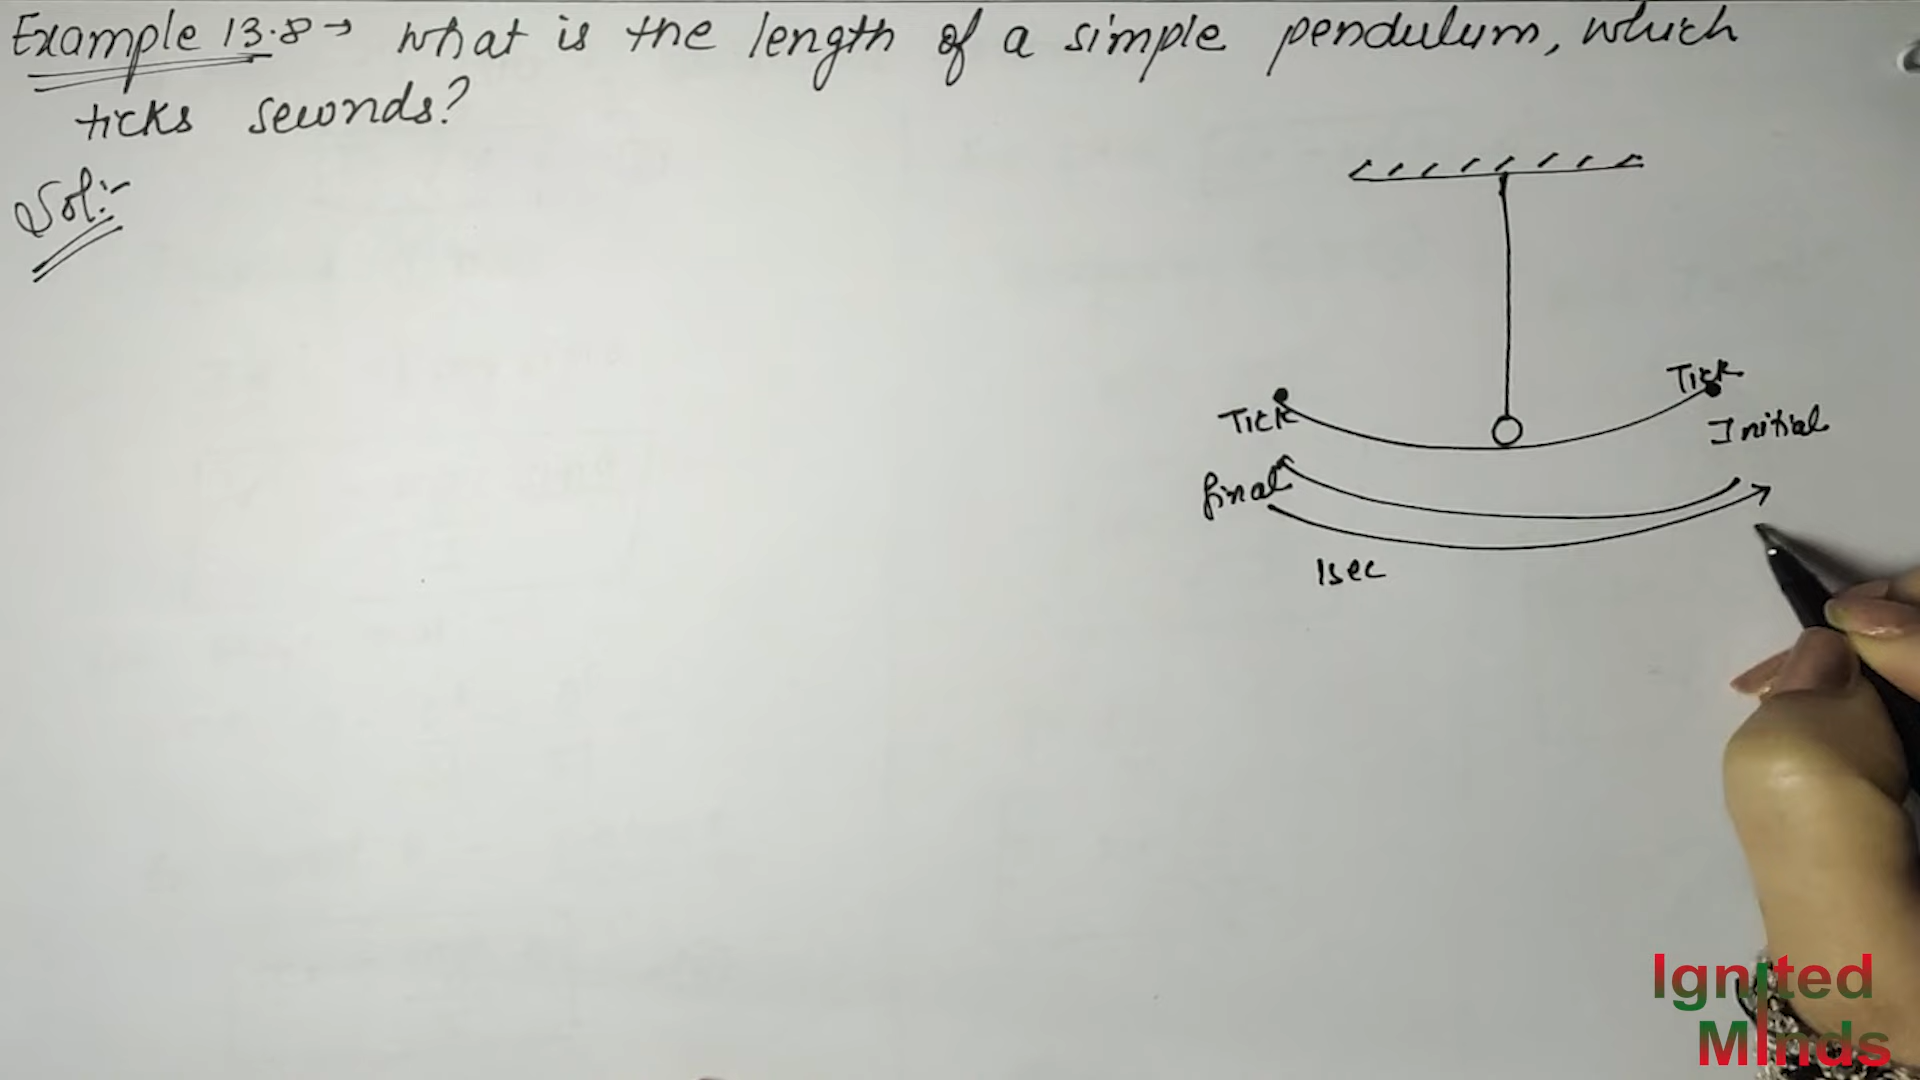 Example 13.8→ What is the length of a simple pendulum, which
ticks seconds?
Sol:-
Tick
Tick
Initial
final
1sec
Ignited
Minds